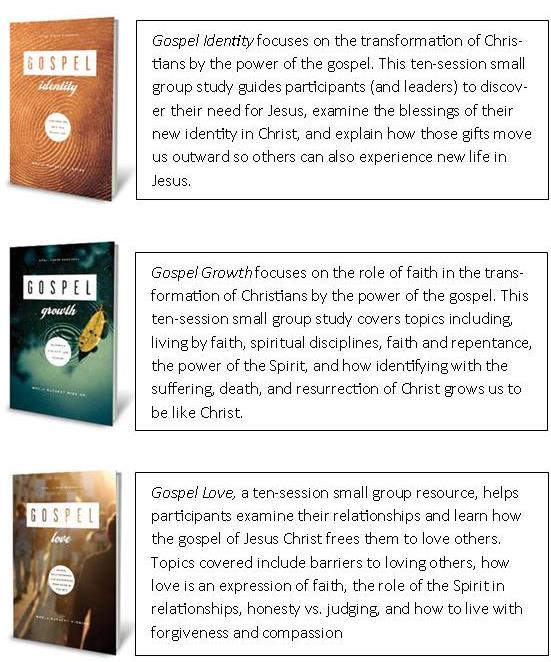 GOSPEL
identity
Gospel Identity focuses on the transformation of Chris-
tians by the power of the gospel. This ten-session small
group study guides participants (and leaders) to discov-
er their need for Jesus, examine the blessings of their
new identity in Christ, and explain how those gifts move
us outward so others can also experience new life in
Jesus.
GOSPEL
growth
Gospel Growth focuses on the role of faith in the trans-
formation of Christians by the power of the gospel. This
ten-session small group study covers topics including,
living by faith, spiritual disciplines, faith and repentance,
the power of the Spirit, and how identifying with the
suffering, death, and resurrection of Christ grows us to
be like Christ.
GOSPEL
love
Gospel Love, a ten-session small group resource, helps
participants examine their relationships and learn how
the gospel of Jesus Christ frees them to love others.
Topics covered include barriers to loving others, how
love is an expression of faith, the role of the Spirit in
relationships, honesty vs. judging, and how to live with
forgiveness and compassion